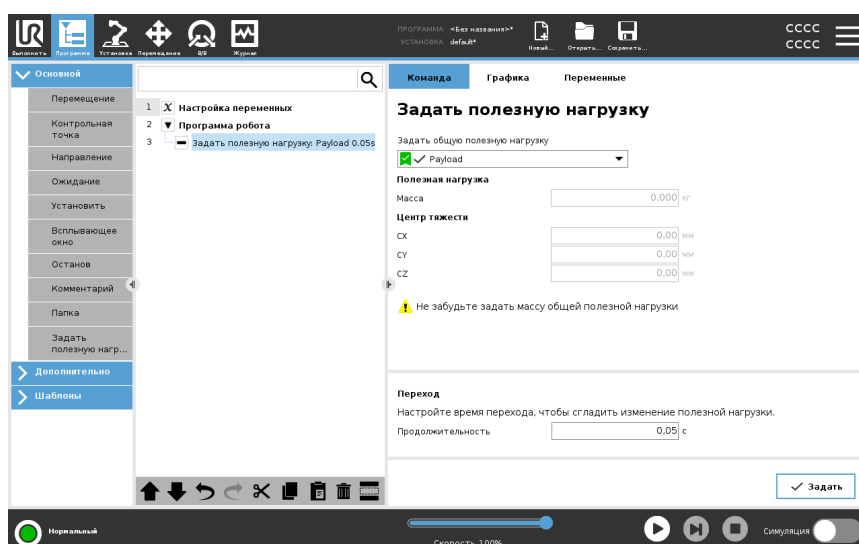 UR
Выполнить Программа Установка Перемещение В/В Журнал
ПРОГРАММА <Без названия>*
УСТАНОВКА default*
Новый... Открыть... Сохранить...
CCCC
CCCC
Основной
Перемещение
Контрольная
точка
Направление
Ожидание
Установить
Всплывающее
окно
Останов
Комментарий
Папка
Задать
полезную нагр...
Дополнительно
Шаблоны
1 X Настройка переменных
2 Программа робота
3 Задать полезную нагрузку: Payload 0.05s
Команда Графика Переменные
Задать полезную нагрузку
Задать общую полезную нагрузку
Payload
Полезная нагрузка
Масса 0,000 кг
Центр тяжести
CX 0,00 мм
CY 0,00 мм
CZ 0,00 мм
Не забудьте задать массу общей полезной нагрузки
Переход
Настройте время перехода, чтобы сгладить изменение полезной нагрузки.
Продолжительность 0,05 с
Задать
Нормальный
Скорость 100%
Симуляция